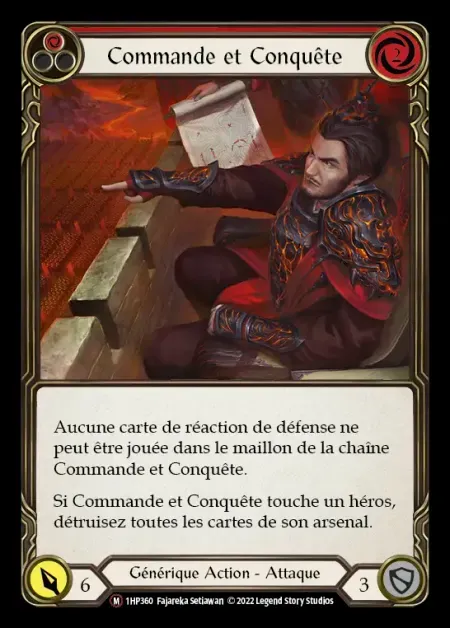 Commande et Conquête
2
Aucune carte de réaction de défense ne
peut être jouée dans le maillon de la chaîne
Commande et Conquête.
Si Commande et Conquête touche un héros,
détruisez toutes les cartes de son arsenal.
6
Générique Action - Attaque
3
M 1HP360 Fajareka Setiawan © 2022 Legend Story Studios